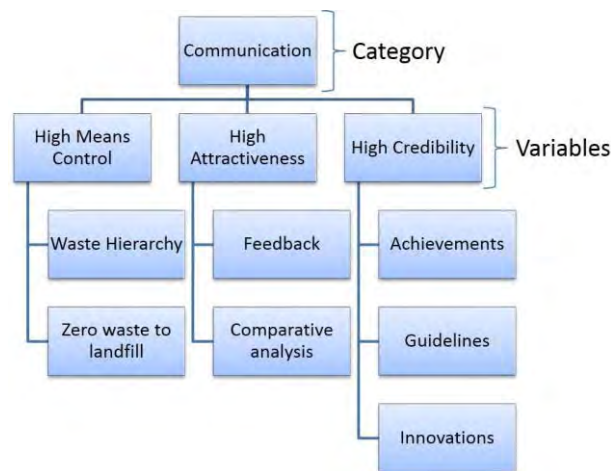 Communication
Category
High Means
Control
High
Attractiveness
High Credibility
Variables
Waste Hierarchy
Feedback
Achievements
Zero waste to
landfill
Comparative
analysis
Guidelines
Innovations